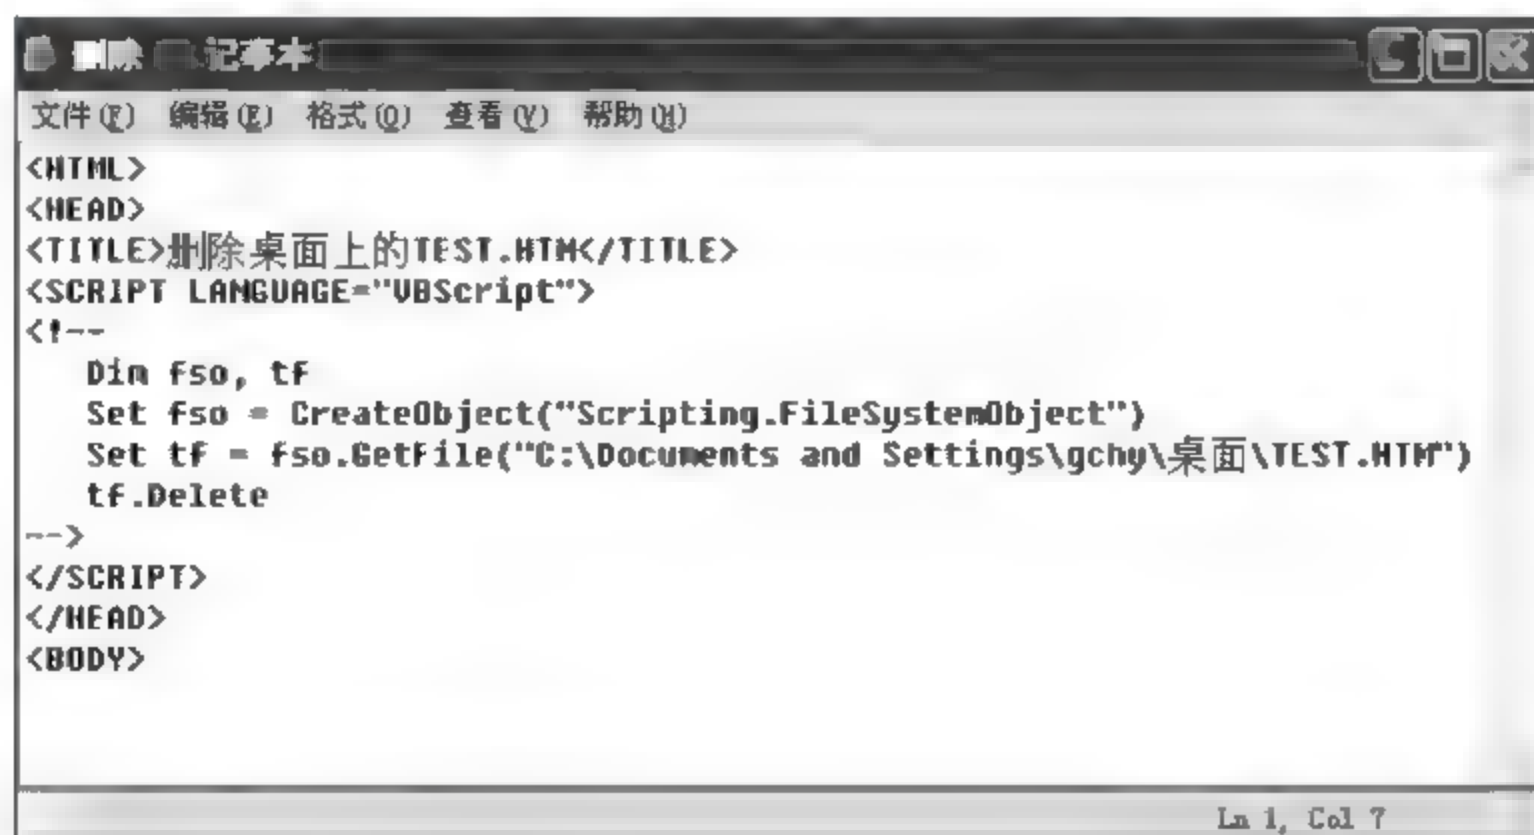 删除 记事本
文件(F) 编辑(E) 格式(O) 查看(V) 帮助(H)
<HTML>
<HEAD>
<TITLE>删除桌面上的TEST.HTM</TITLE>
<SCRIPT LANGUAGE="VBScript">
<!--
   Dim fso, tf
   Set fso = CreateObject("Scripting.FileSystemObject")
   Set tf = fso.GetFile("C:\Documents and Settings\gchy\桌面\TEST.HTM")
   tf.Delete
-->
</SCRIPT>
</HEAD>
<BODY>
Ln 1, Col 7